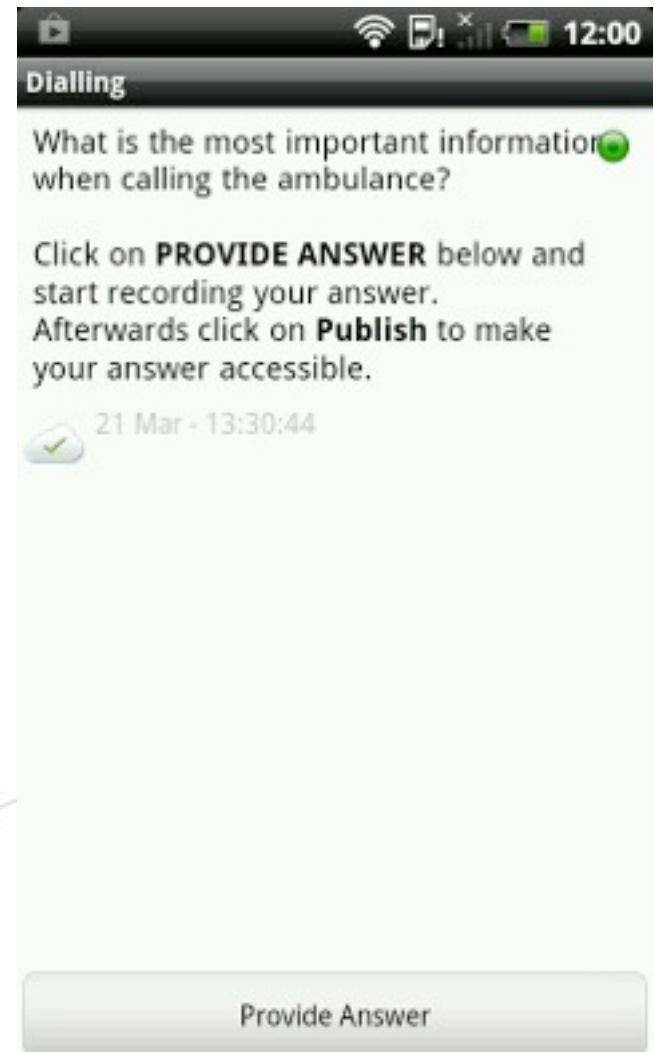 12:00
Dialling
What is the most important information
when calling the ambulance?
Click on PROVIDE ANSWER below and
start recording your answer.
Afterwards click on Publish to make
your answer accessible.
21 Mar - 13:30:44
Provide Answer